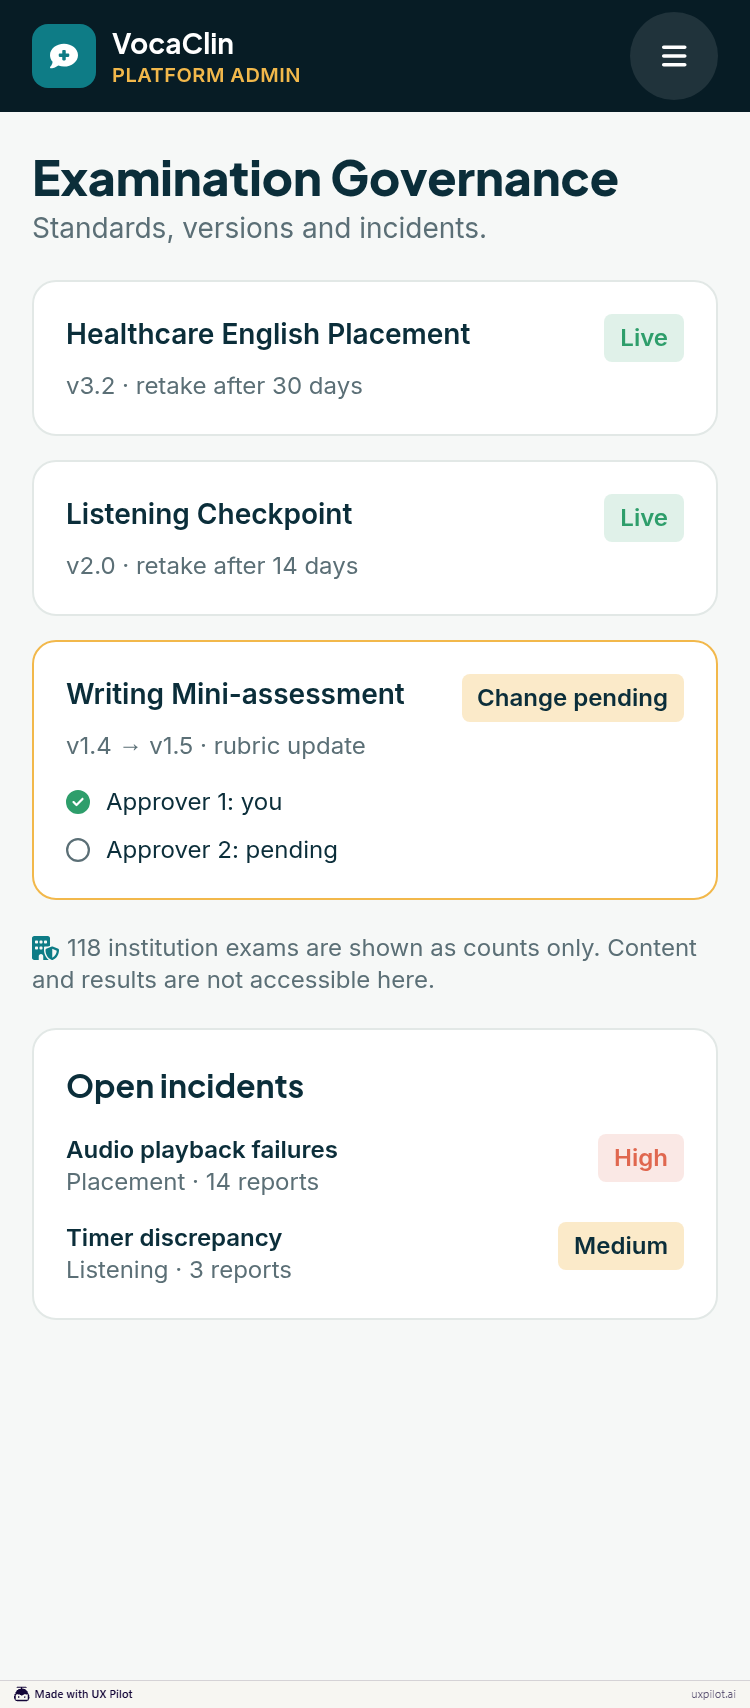 VocaClin
PLATFORM ADMIN
Examination Governance
Standards, versions and incidents.
Healthcare English Placement
Live
v3.2 · retake after 30 days
Listening Checkpoint
Live
v2.0 · retake after 14 days
Writing Mini-assessment
Change pending
v1.4 → v1.5 · rubric update
Approver 1: you
Approver 2: pending
118 institution exams are shown as counts only. Content
and results are not accessible here.
Open incidents
Audio playback failures
High
Placement · 14 reports
Timer discrepancy
Medium
Listening · 3 reports
Made with UX Pilot
uxpilot.ai